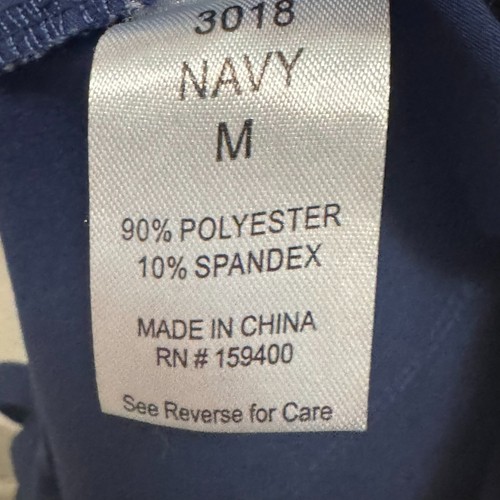 3018
NAVY
M
90% POLYESTER
10% SPANDEX
MADE IN CHINA
RN # 159400
See Reverse for Care